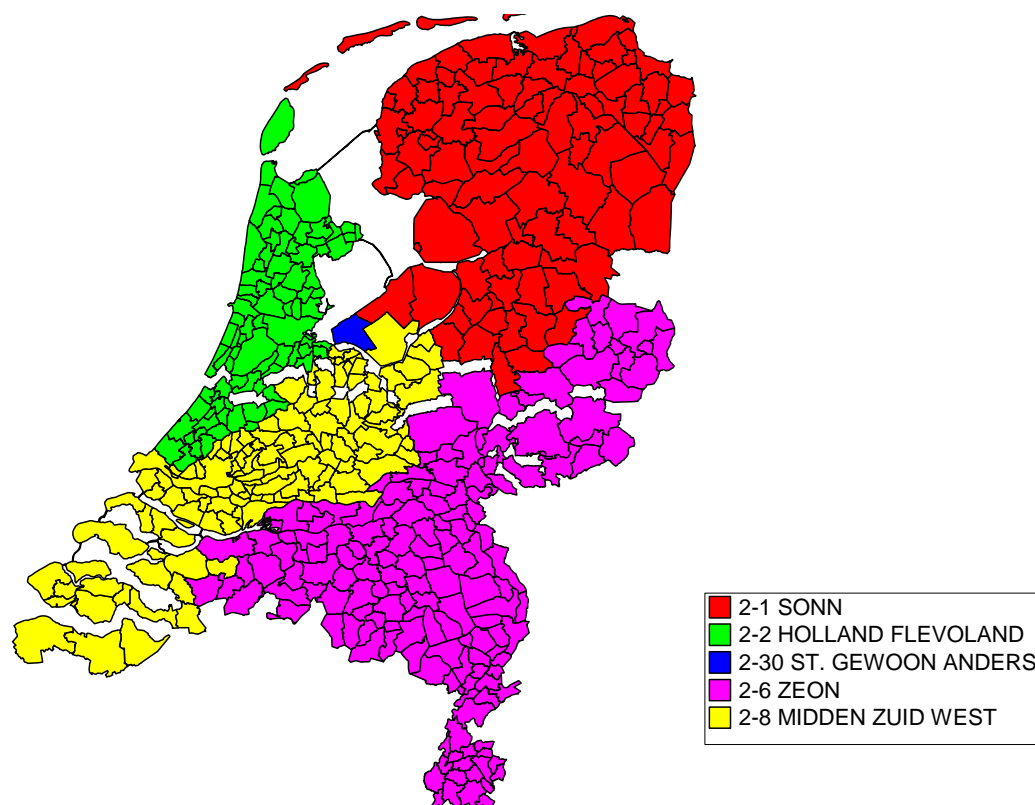 2-1 SONN
2-2 HOLLAND FLEVOLAND
2-30 ST. GEWOON ANDERS
2-6 ZEON
2-8 MIDDEN ZUID WEST